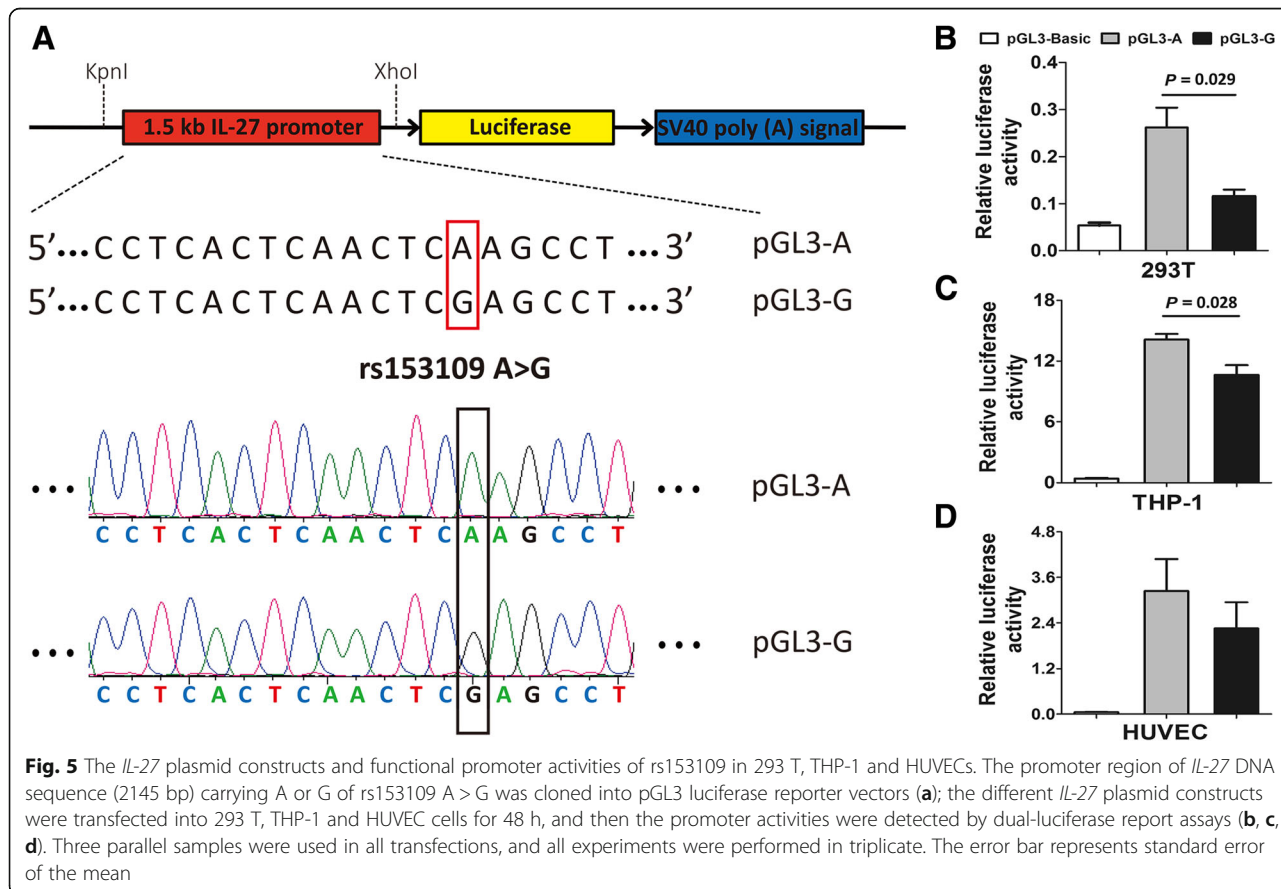 A
KpnI
XhoI
1.5 kb IL-27 promoter
Luciferase
SV40 poly (A) signal
5’...CCTCACTCAACTCAAGCCT...3’ pGL3-A
5’...CCTCACTCAACTCGAGCCT...3’ pGL3-G
rs153109 A>G
... ... pGL3-A
C C T C A C T C A A C T C A A G C C T
... ... pGL3-G
C C T C A C T C A A C T C G A G C C T
B
pGL3-Basic pGL3-A pGL3-G
Relative luciferase
activity
0.4
0.3
0.2
0.1
0.0
P = 0.029
293T
C
Relative luciferase
activity
18
12
6
0
P = 0.028
THP-1
D
Relative luciferase
activity
4.8
3.6
2.4
1.2
0.0
HUVEC
Fig. 5 The IL-27 plasmid constructs and functional promoter activities of rs153109 in 293 T, THP-1 and HUVECs. The promoter region of IL-27 DNA
sequence (2145 bp) carrying A or G of rs153109 A > G was cloned into pGL3 luciferase reporter vectors (a); the different IL-27 plasmid constructs
were transfected into 293 T, THP-1 and HUVEC cells for 48 h, and then the promoter activities were detected by dual-luciferase report assays (b, c,
d). Three parallel samples were used in all transfections, and all experiments were performed in triplicate. The error bar represents standard error
of the mean